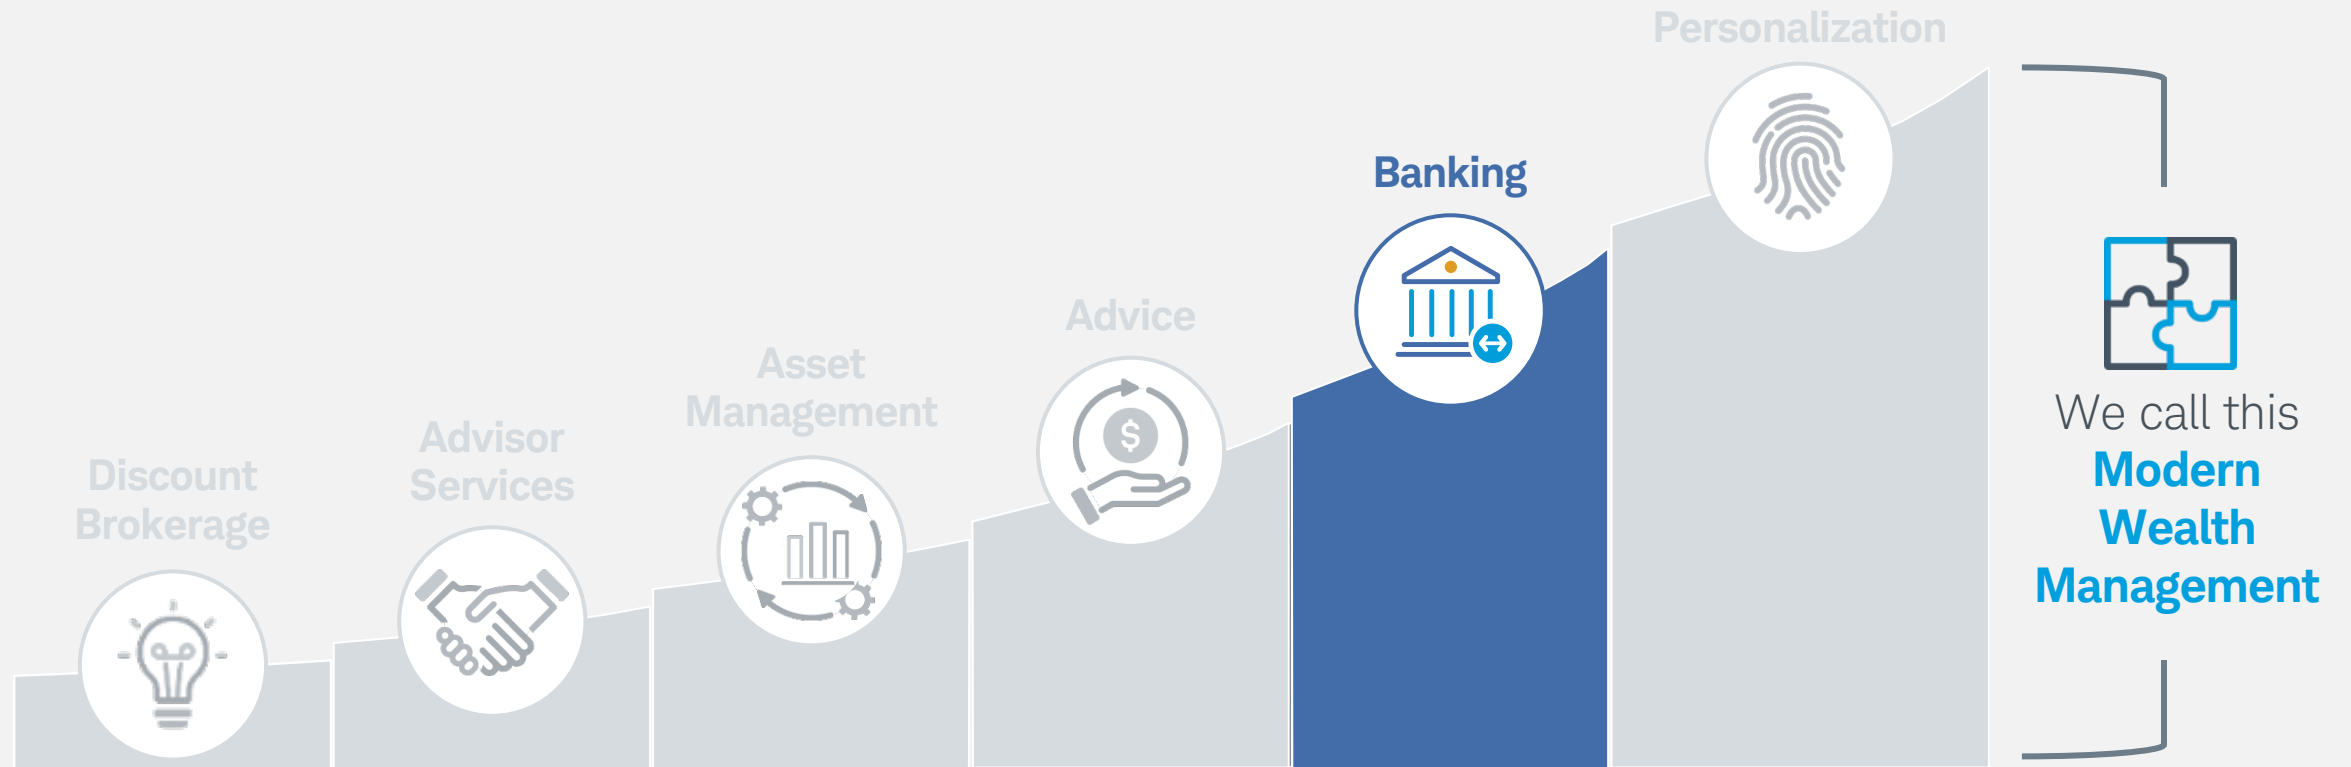 Discount
Brokerage
Advisor
Services
Asset
Management
Advice
$
Banking
Personalization
We call this
Modern
Wealth
Management